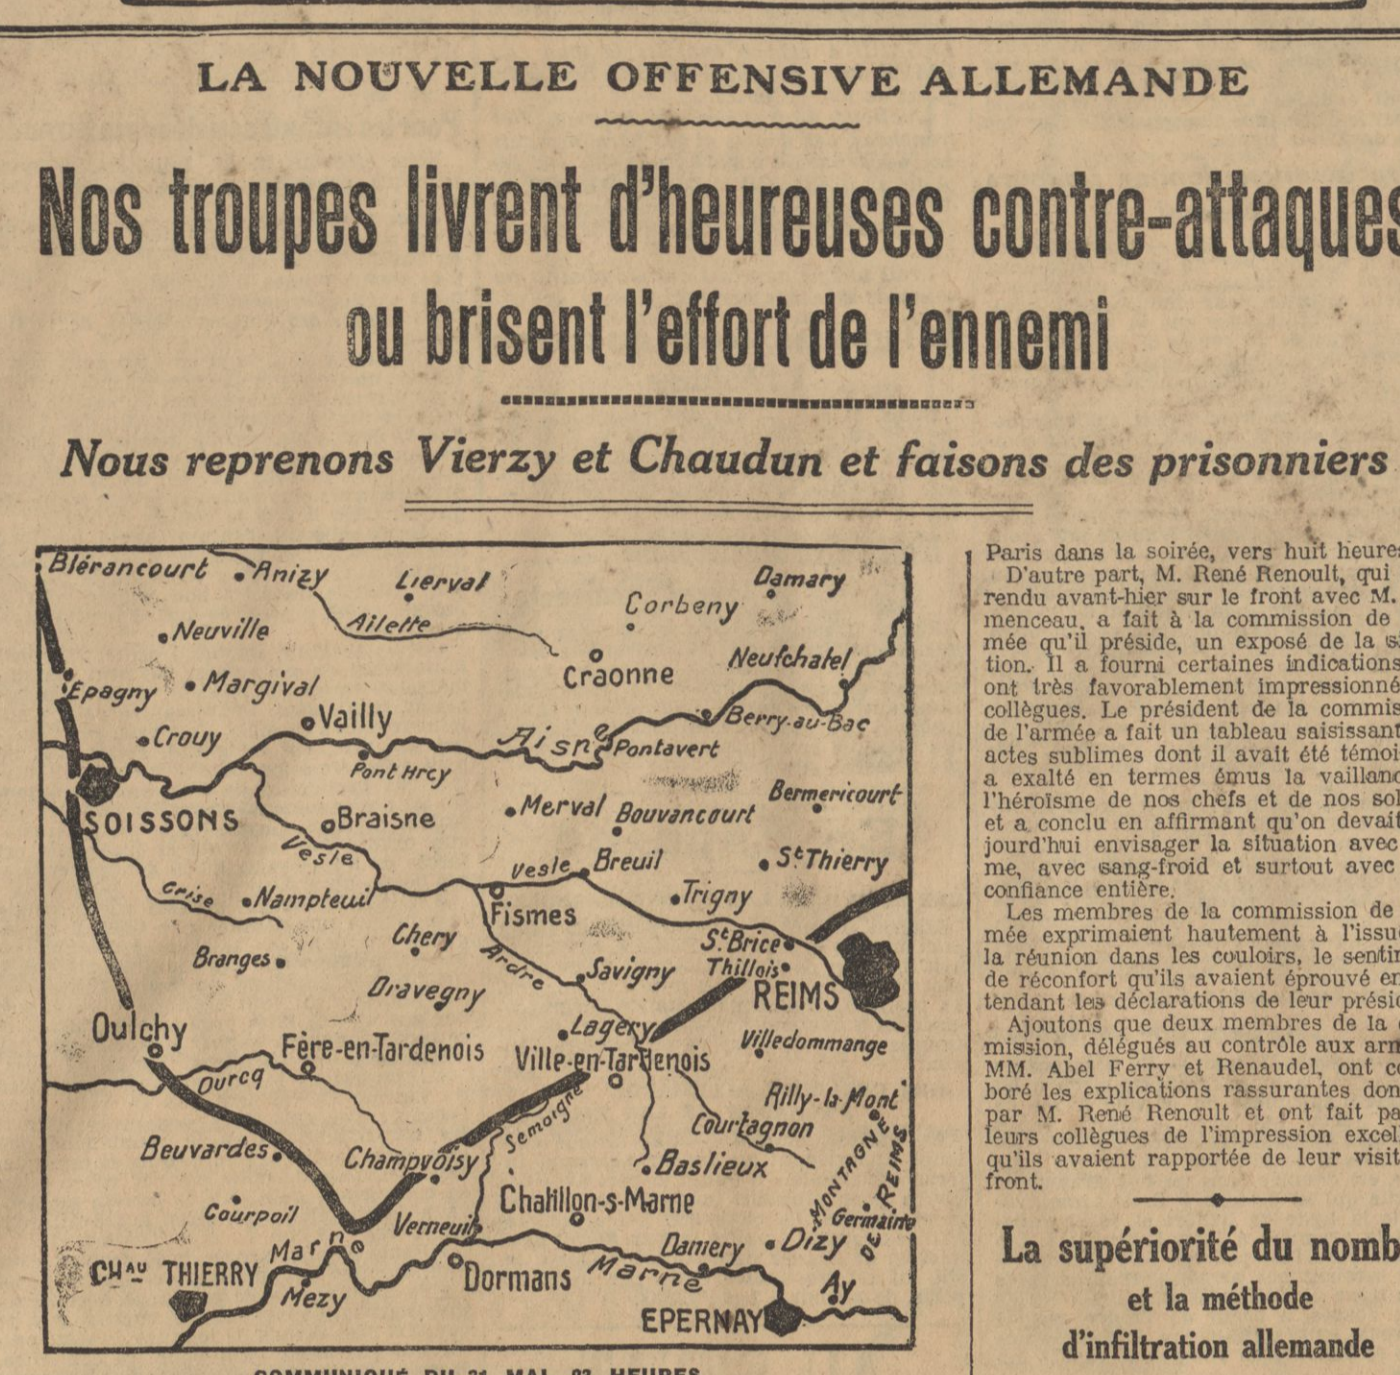 LA NOUVELLE OFFENSIVE ALLEMANDE
Nos troupes livrent d'heureuses contre-attaques
ou brisent l'effort de l'ennemi
Nous reprenons Vierzy et Chaudun et faisons des prisonniers
Blérancourt
Anizy
Lierval
Damary
Corbeny
Neuville
Ailette
Craonne
Neufchatel
Epagny
Margival
Vailly
Berry-au-Bac
Crouy
Aisne
Pontavert
Pont Arcy
Bermericourt
SOISSONS
Braisne
Merval
Bouvancourt
Vesle
Vesle
Breuil
St Thierry
Crise
Nampteuil
Fismes
Trigny
Chery
St Brice
Branges
Ardre
Savigny
Thillois
REIMS
Dravegny
Oulchy
Lagery
Fère-en-Tardenois
Ville-en-Tardenois
Villedommange
Ourcq
Semoigne
Rilly-la-Mont
Courtagnon
Beuvardes
Champvoisy
Baslieux
MONTAGNE
DE REIMS
Courpoil
Verneuil
Chatillon-s-Marne
Germaine
Marne
Damery
Dizy
CHAU THIERRY
Mezy
Dormans
Marne
Ay
EPERNAY
COMMUNIQUÉ DU 31 MAI, 23 HEURES
Paris dans la soirée, vers huit heures
D'autre part, M. René Renoult, qui
rendu avant-hier sur le front avec M.
menceau, a fait à la commission de
mée qu'il préside, un exposé de la si
tion. Il a fourni certaines indications
ont très favorablement impressionné
collègues. Le président de la commis
de l'armée a fait un tableau saisissant
actes sublimes dont il avait été témoi
a exalté en termes émus la vaillanc
l'héroïsme de nos chefs et de nos sol
et a conclu en affirmant qu'on devait
jourd'hui envisager la situation avec
me, avec sang-froid et surtout avec
confiance entière.
Les membres de la commission de
mée exprimaient hautement à l'issu
la réunion dans les couloirs, le sentim
de réconfort qu'ils avaient éprouvé en
tendant les déclarations de leur prési
Ajoutons que deux membres de la
mission, délégués au contrôle aux arm
MM. Abel Ferry et Renaudel, ont co
boré les explications rassurantes don
par M. René Renoult et ont fait pa
leurs collègues de l'impression excel
qu'ils avaient rapportée de leur visit
front.
La supériorité du nomb
et la méthode
d'infiltration allemande